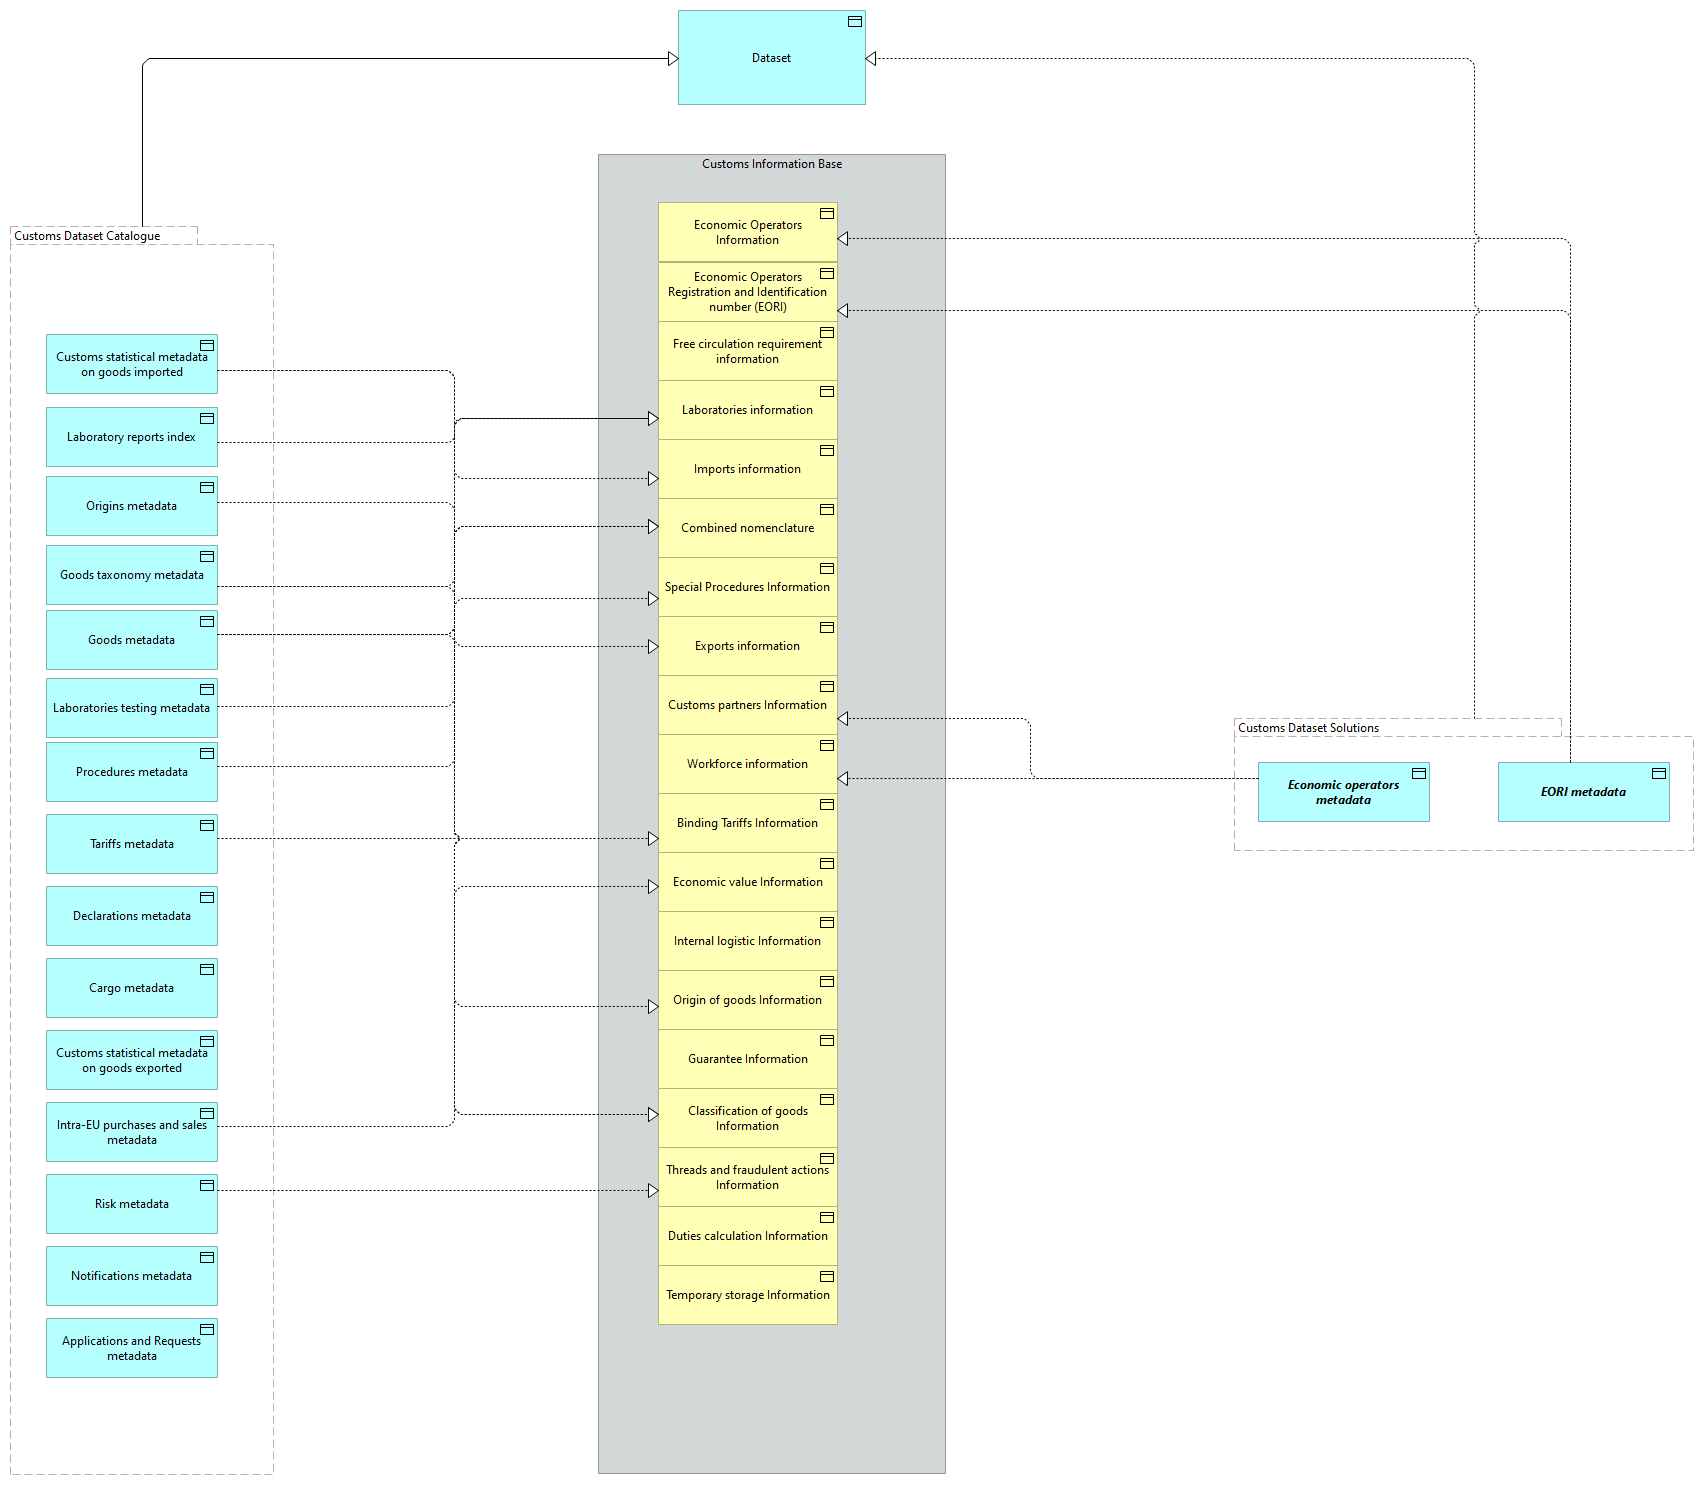 Dataset
Customs Information Base
Economic Operators
Information
Economic Operators
Registration and Identification
number (EORI)
Free circulation requirement
information
Laboratories information
Imports information
Combined nomenclature
Special Procedures Information
Exports information
Customs partners Information
Workforce information
Binding Tariffs Information
Economic value Information
Internal logistic Information
Origin of goods Information
Guarantee Information
Classification of goods
Information
Threads and fraudulent actions
Information
Duties calculation Information
Temporary storage Information
Customs Dataset Catalogue
Customs statistical metadata
on goods imported
Laboratory reports index
Origins metadata
Goods taxonomy metadata
Goods metadata
Laboratories testing metadata
Procedures metadata
Tariffs metadata
Declarations metadata
Cargo metadata
Customs statistical metadata
on goods exported
Intra-EU purchases and sales
metadata
Risk metadata
Notifications metadata
Applications and Requests
metadata
Customs Dataset Solutions
Economic operators
metadata
EORI metadata